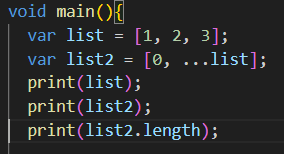 void main(){
  var list = [1, 2, 3];
  var list2 = [0, ...list];
  print(list);
  print(list2);
  print(list2.length);